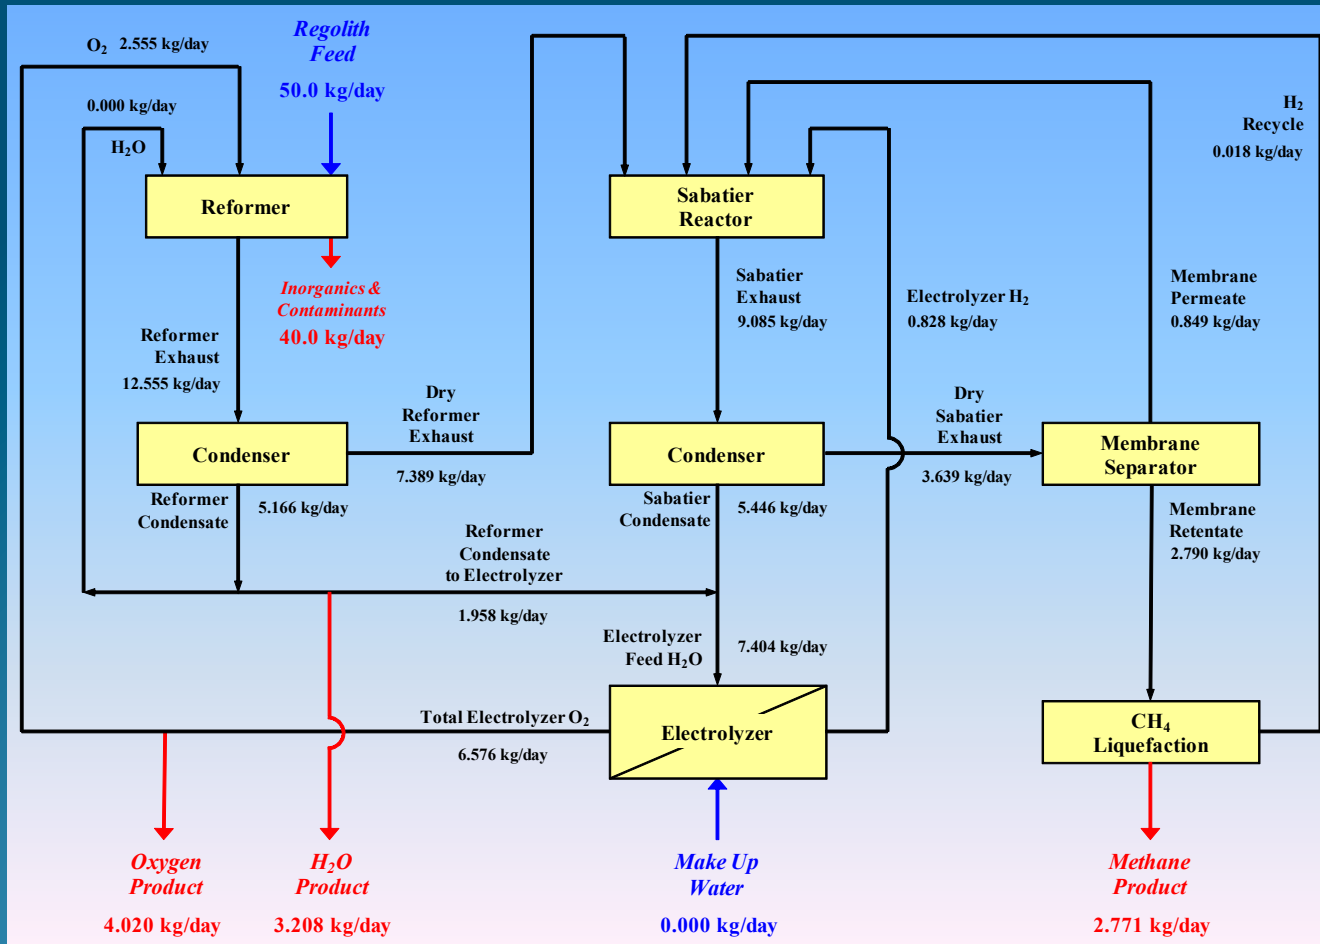 O₂ 2.555 kg/day
Regolith
Feed
50.0 kg/day
0.000 kg/day
H₂O
H₂
Recycle
0.018 kg/day
Reformer
Sabatier
Reactor
Inorganics &
Contaminants
40.0 kg/day
Reformer
Exhaust
12.555 kg/day
Sabatier
Exhaust
9.085 kg/day
Electrolyzer H₂
0.828 kg/day
Membrane
Permeate
0.849 kg/day
Condenser
Dry
Reformer
Exhaust
7.389 kg/day
Condenser
Dry
Sabatier
Exhaust
3.639 kg/day
Membrane
Separator
Reformer
Condensate
5.166 kg/day
Sabatier
Condensate
5.446 kg/day
Membrane
Retentate
2.790 kg/day
Reformer
Condensate
to Electrolyzer
1.958 kg/day
Electrolyzer
Feed H₂O
7.404 kg/day
Total Electrolyzer O₂
6.576 kg/day
Electrolyzer
CH₄
Liquefaction
Oxygen
Product
4.020 kg/day
H₂O
Product
3.208 kg/day
Make Up
Water
0.000 kg/day
Methane
Product
2.771 kg/day